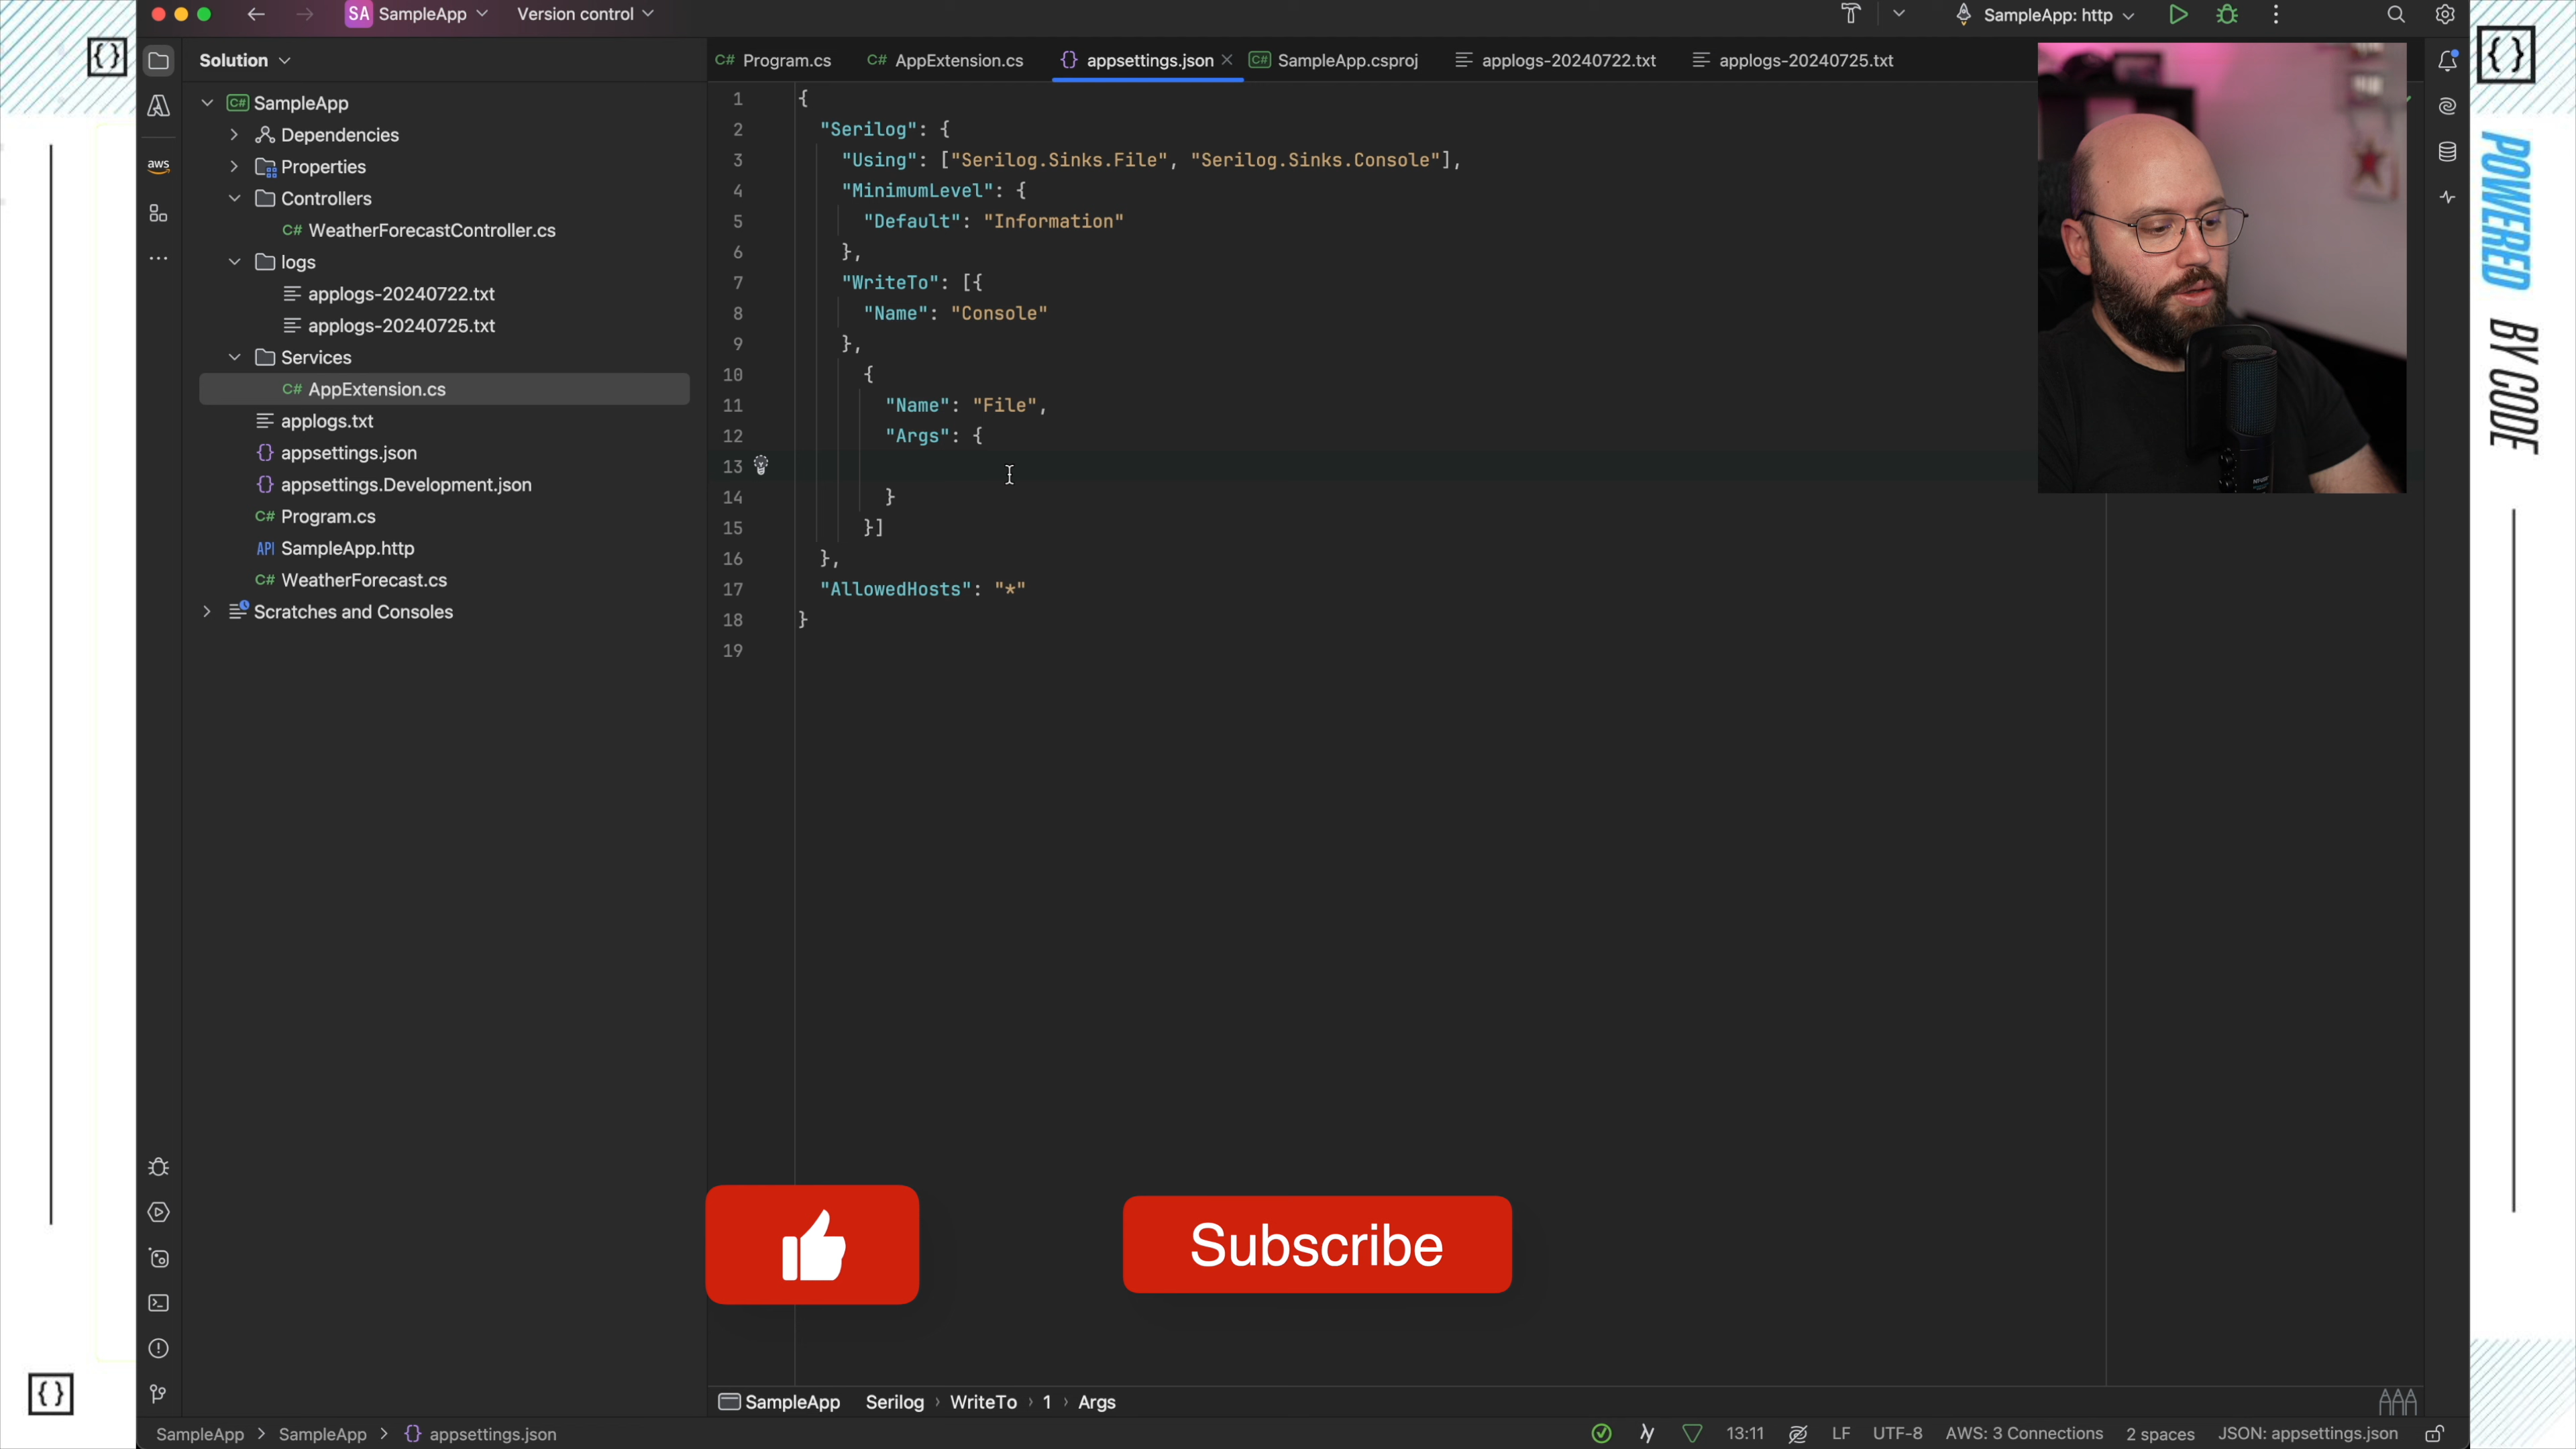 SA SampleApp Version control SampleApp: http
Solution
SampleApp
Dependencies
Properties
Controllers
C# WeatherForecastController.cs
logs
applogs-20240722.txt
applogs-20240725.txt
Services
C# AppExtension.cs
applogs.txt
{} appsettings.json
{} appsettings.Development.json
C# Program.cs
API SampleApp.http
C# WeatherForecast.cs
Scratches and Consoles
aws
C# Program.cs C# AppExtension.cs {} appsettings.json C# SampleApp.csproj applogs-20240722.txt applogs-20240725.txt
1 {
2 "Serilog": {
3 "Using": ["Serilog.Sinks.File", "Serilog.Sinks.Console"],
4 "MinimumLevel": {
5 "Default": "Information"
6 },
7 "WriteTo": [{
8 "Name": "Console"
9 },
10 {
11 "Name": "File",
12 "Args": {
13
14 }
15 }]
16 },
17 "AllowedHosts": "*"
18 }
19
POWERED BY CODE
Subscribe
SampleApp Serilog › WriteTo › 1 › Args
SampleApp > SampleApp > {} appsettings.json 13:11 LF UTF-8 AWS: 3 Connections 2 spaces JSON: appsettings.json